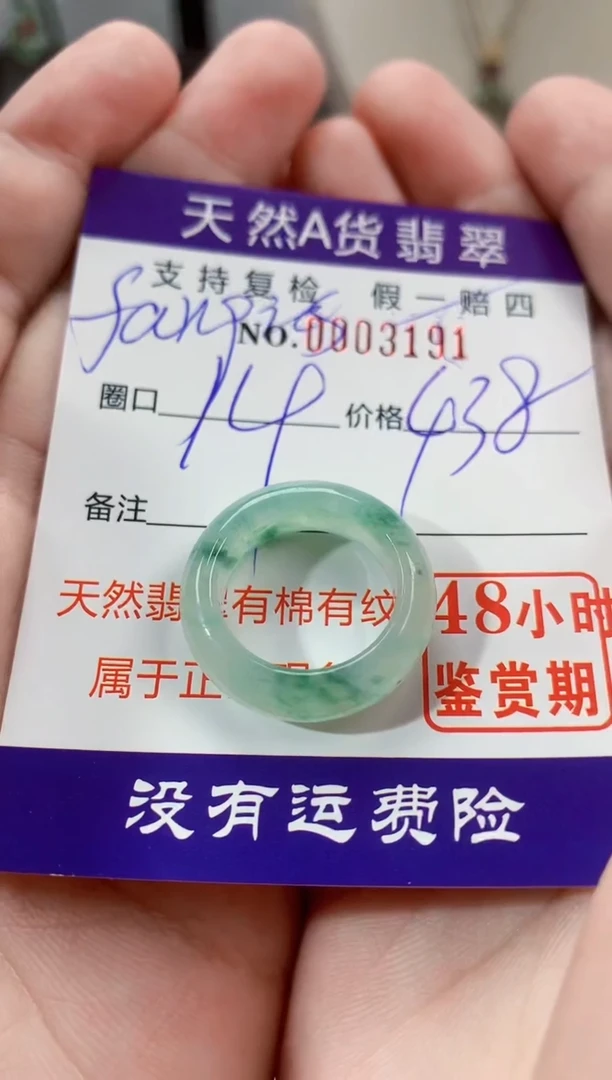 天然A货翡翠
支持复检 假一赔四
NO.0003191
圈口 14 价格 438
备注
天然翡 有棉有纹
属于正
48小时
鉴赏期
没有运费险